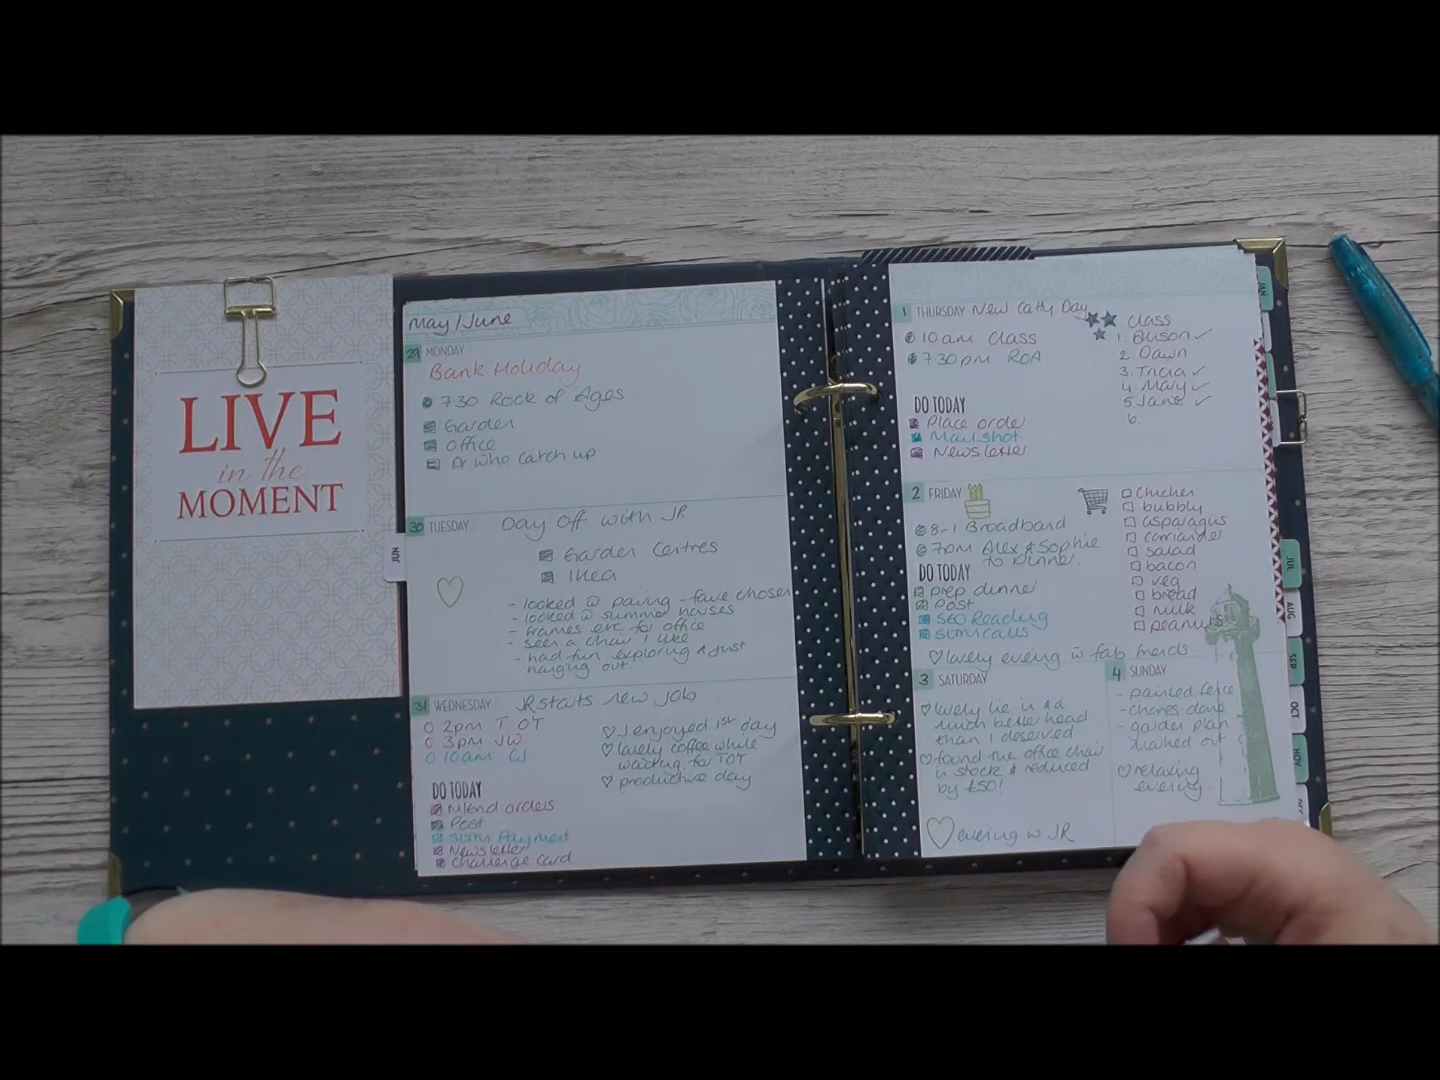 LIVE
in the
MOMENT
JUN
May/June
29 MONDAY
Bank Holiday
7.30 Rock of Ages
Garden
Office
Dr Who catch up
30 TUESDAY Day off with JR
Garden Centres
Ikea
- looked @ paving - fave chosen
- looked @ summer houses
- frames etc for office
- seen a chair I like
- had fun exploring & just
hanging out.
31 WEDNESDAY JR starts new job
2pm T.O.T
3pm JW
10am CJ
♡ J enjoyed 1st day
♡ lovely coffee while
waiting for TOT
♡ productive day
DO TODAY
Mend orders
Post
Payment
Newsletter
Challenge card
1 THURSDAY New Cathy Day
10am Class
7.30pm ROA
Class
1. Alison ✓
2. Dawn
3. Tricia ✓
4. Mary ✓
5. Jane ✓
6.
DO TODAY
Place order
Mailshot
Newsletter
2 FRIDAY
8-1 Broadband
7pm Alex & Sophie
to Dinner.
DO TODAY
prep dinner
Post
SEO Reading
calls
chicken
bubbly
asparagus
coriander
salad
bacon
veg
bread
milk
peanuts
♡ lovely evening w fab friends
3 SATURDAY
♡ lovely lie in & a
much better head
than I deserved
♡ found the office chair
in stock & reduced
by £50!
♡ evening w JR
4 SUNDAY
- painted fence
- chores done
- garden plan
marked out
♡ relaxing
evening.
JAN
JUL
AUG
SEP
OCT
NOV